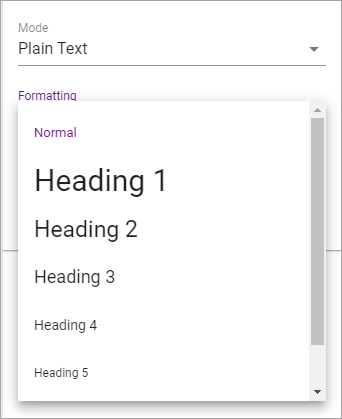 Mode
Plain Text
Formatting
Normal
Heading 1
Heading 2
Heading 3
Heading 4
Heading 5